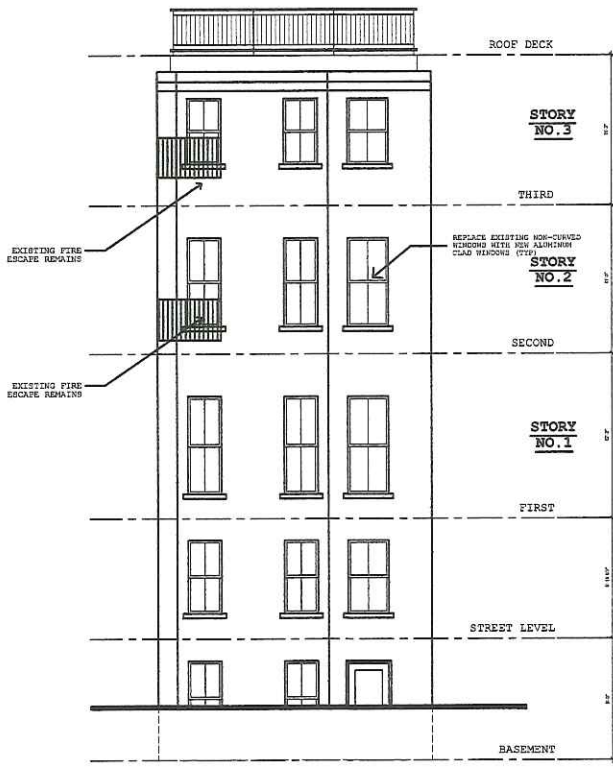 ROOF DECK
STORY
NO.3
THIRD
EXISTING FIRE
ESCAPE REMAINS
REPLACE EXISTING NON-CURVED
WINDOWS WITH NEW ALUMINUM
CLAD WINDOWS (TYP)
STORY
NO.2
SECOND
EXISTING FIRE
ESCAPE REMAINS
STORY
NO.1
FIRST
STREET LEVEL
BASEMENT